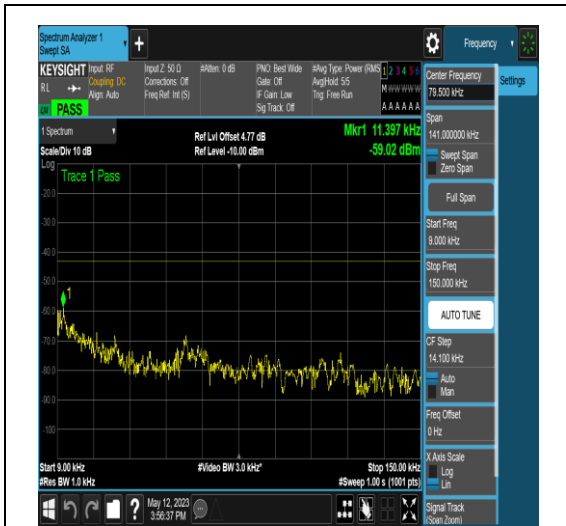 Spectrum Analyzer 1
Swept SA
+
Frequency
KEYSIGHT
RL
PASS
Input: RF
Coupling: DC
Align: Auto
Input Z: 50 Ω
Corrections: Off
Freq Ref: Int (S)
#Atten: 0 dB
PNO: Best Wide
Gate: Off
IF Gain: Low
Sig Track: Off
#Avg Type: Power (RMS
Avg|Hold: 5/5
Trig: Free Run
1 2 3 4 5 6
M W W W W W
A A A A A A
1 Spectrum
Scale/Div 10 dB
Ref Lvl Offset 4.77 dB
Ref Level -10.00 dBm
Mkr1 11.397 kHz
-59.02 dBm
Log
Trace 1 Pass
-20.0
-30.0
-40.0
-50.0
-60.0
-70.0
-80.0
-90.0
-100
1
Start 9.00 kHz
#Res BW 1.0 kHz
#Video BW 3.0 kHz*
Stop 150.00 kHz
#Sweep 1.00 s (1001 pts)
Center Frequency
79.500 kHz
Settings
Span
141.000000 kHz
Swept Span
Zero Span
Full Span
Start Freq
9.000 kHz
Stop Freq
150.000 kHz
AUTO TUNE
CF Step
14.100 kHz
Auto
Man
Freq Offset
0 Hz
X Axis Scale
Log
Lin
Signal Track
(Span Zoom)
?
May 12, 2023
3:56:37 PM